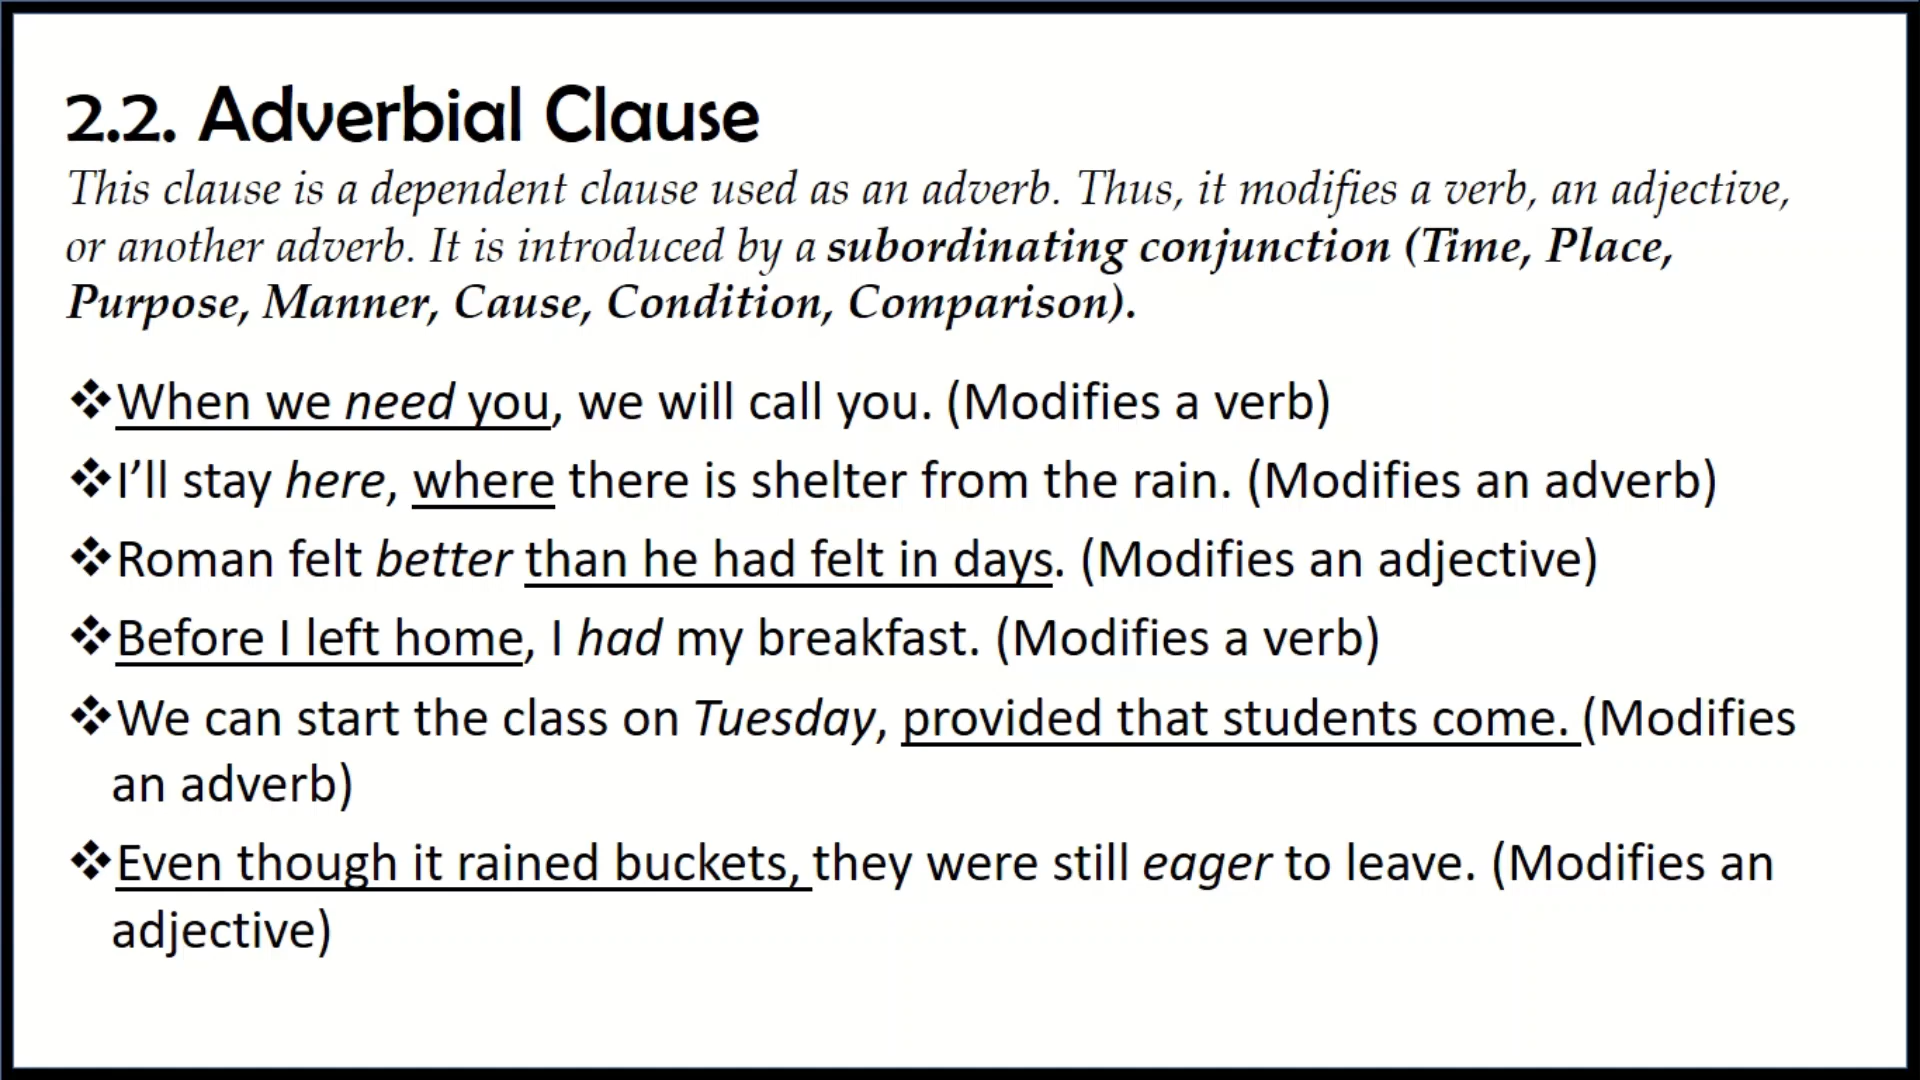 2.2. Adverbial Clause
This clause is a dependent clause used as an adverb. Thus, it modifies a verb, an adjective,
or another adverb. It is introduced by a subordinating conjunction (Time, Place,
Purpose, Manner, Cause, Condition, Comparison).
❖When we need you, we will call you. (Modifies a verb)
❖I’ll stay here, where there is shelter from the rain. (Modifies an adverb)
❖Roman felt better than he had felt in days. (Modifies an adjective)
❖Before I left home, I had my breakfast. (Modifies a verb)
❖We can start the class on Tuesday, provided that students come. (Modifies
an adverb)
❖Even though it rained buckets, they were still eager to leave. (Modifies an
adjective)